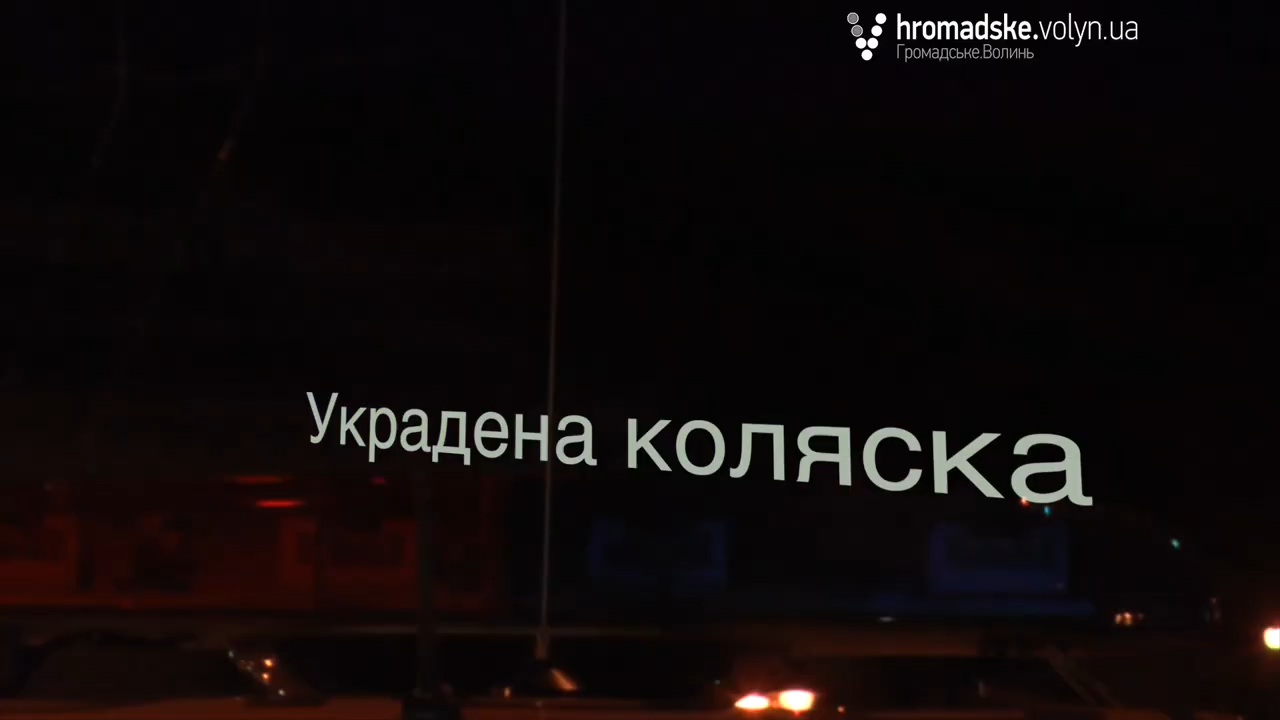 hromadske.volyn.ua
Громадське.Волинь
Украдена коляска